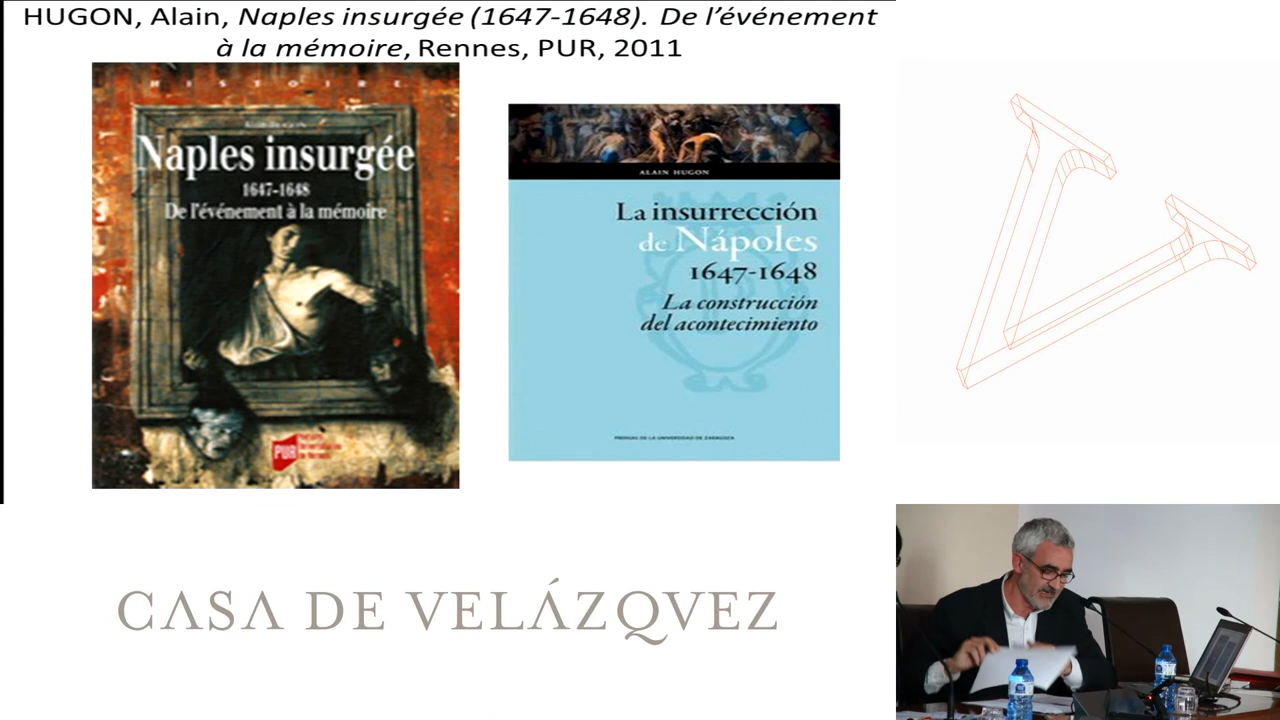 HUGON, Alain, Naples insurgée (1647-1648). De l’événement
à la mémoire, Rennes, PUR, 2011
HISTOIRE
Naples insurgée
1647-1648
De l'événement à la mémoire
PUR
ALAIN HUGON
La insurrección
de Nápoles
1647-1648
La construcción
del acontecimiento
PRENSAS DE LA UNIVERSIDAD DE ZARAGOZA
CASA DE VELÁZQVEZ